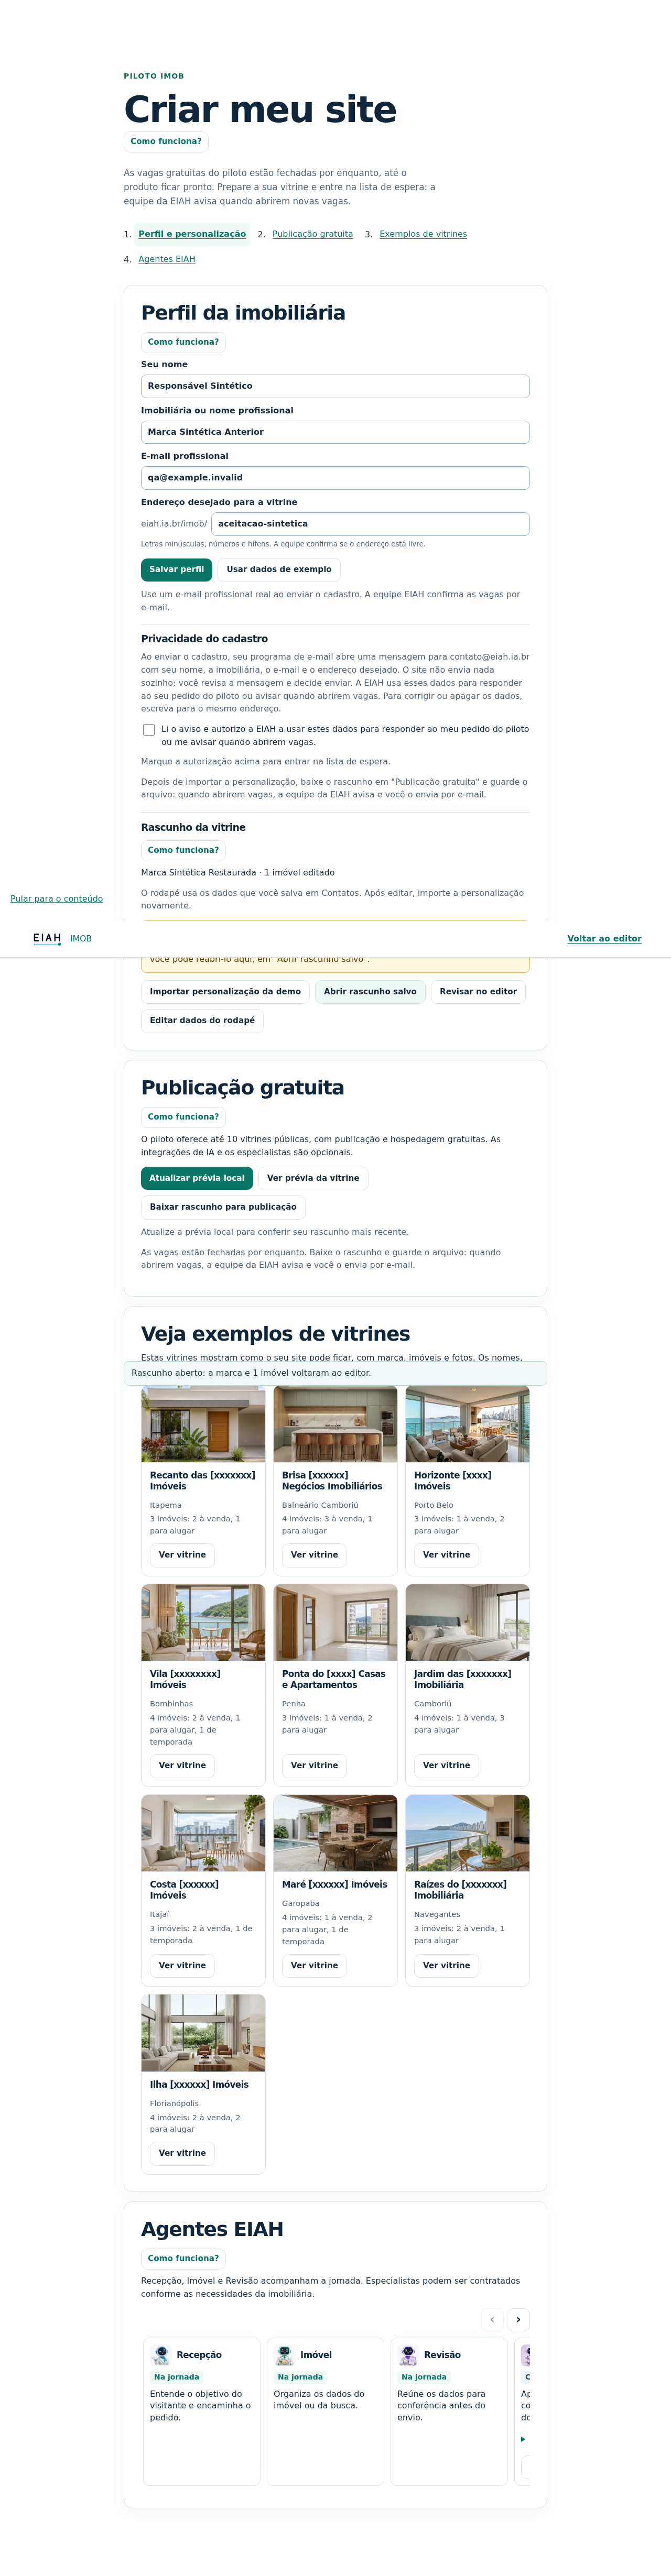 PILOTO IMOB
Criar meu site
Como funciona?
As vagas gratuitas do piloto estão fechadas por enquanto, até o
produto ficar pronto. Prepare a sua vitrine e entre na lista de espera: a
equipe da EIAH avisa quando abrirem novas vagas.
1. Perfil e personalização 2. Publicação gratuita 3. Exemplos de vitrines
4. Agentes EIAH
Perfil da imobiliária
Como funciona?
Seu nome
Responsável Sintético
Imobiliária ou nome profissional
Marca Sintética Anterior
E-mail profissional
qa@example.invalid
Endereço desejado para a vitrine
eiah.ia.br/imob/ aceitacao-sintetica
Letras minúsculas, números e hífens. A equipe confirma se o endereço está livre.
Salvar perfil Usar dados de exemplo
Use um e-mail profissional real ao enviar o cadastro. A equipe EIAH confirma as vagas por
e-mail.
Privacidade do cadastro
Ao enviar o cadastro, seu programa de e-mail abre uma mensagem para contato@eiah.ia.br
com seu nome, a imobiliária, o e-mail e o endereço desejado. O site não envia nada
sozinho: você revisa a mensagem e decide enviar. A EIAH usa esses dados para responder
ao seu pedido do piloto ou avisar quando abrirem vagas. Para corrigir ou apagar os dados,
escreva para o mesmo endereço.
Li o aviso e autorizo a EIAH a usar estes dados para responder ao meu pedido do piloto
ou me avisar quando abrirem vagas.
Marque a autorização acima para entrar na lista de espera.
Depois de importar a personalização, baixe o rascunho em "Publicação gratuita" e guarde o
arquivo: quando abrirem vagas, a equipe da EIAH avisa e você o envia por e-mail.
Rascunho da vitrine
Como funciona?
Marca Sintética Restaurada · 1 imóvel editado
O rodapé usa os dados que você salva em Contatos. Após editar, importe a personalização
novamente.
Pular para o conteúdo
EIAH IMOB Voltar ao editor
você pode reabri-lo aqui, em "Abrir rascunho salvo".
Importar personalização da demo Abrir rascunho salvo Revisar no editor
Editar dados do rodapé
Publicação gratuita
Como funciona?
O piloto oferece até 10 vitrines públicas, com publicação e hospedagem gratuitas. As
integrações de IA e os especialistas são opcionais.
Atualizar prévia local Ver prévia da vitrine
Baixar rascunho para publicação
Atualize a prévia local para conferir seu rascunho mais recente.
As vagas estão fechadas por enquanto. Baixe o rascunho e guarde o arquivo: quando
abrirem vagas, a equipe da EIAH avisa e você o envia por e-mail.
Veja exemplos de vitrines
Estas vitrines mostram como o seu site pode ficar, com marca, imóveis e fotos. Os nomes,
Rascunho aberto: a marca e 1 imóvel voltaram ao editor.
Recanto das [xxxxxxx]
Imóveis
Itapema
3 imóveis: 2 à venda, 1
para alugar
Ver vitrine
Brisa [xxxxxx]
Negócios Imobiliários
Balneário Camboriú
4 imóveis: 3 à venda, 1
para alugar
Ver vitrine
Horizonte [xxxx]
Imóveis
Porto Belo
3 imóveis: 1 à venda, 2
para alugar
Ver vitrine
Vila [xxxxxxxx]
Imóveis
Bombinhas
4 imóveis: 2 à venda, 1
para alugar, 1 de
temporada
Ver vitrine
Ponta do [xxxx] Casas
e Apartamentos
Penha
3 imóveis: 1 à venda, 2
para alugar
Ver vitrine
Jardim das [xxxxxxx]
Imobiliária
Camboriú
4 imóveis: 1 à venda, 3
para alugar
Ver vitrine
Costa [xxxxxx]
Imóveis
Itajaí
3 imóveis: 2 à venda, 1 de
temporada
Ver vitrine
Maré [xxxxxx] Imóveis
Garopaba
4 imóveis: 1 à venda, 2
para alugar, 1 de
temporada
Ver vitrine
Raízes do [xxxxxxx]
Imobiliária
Navegantes
3 imóveis: 2 à venda, 1
para alugar
Ver vitrine
Ilha [xxxxxx] Imóveis
Florianópolis
4 imóveis: 2 à venda, 2
para alugar
Ver vitrine
Agentes EIAH
Como funciona?
Recepção, Imóvel e Revisão acompanham a jornada. Especialistas podem ser contratados
conforme as necessidades da imobiliária.
Recepção
Na jornada
Entende o objetivo do
visitante e encaminha o
pedido.
Imóvel
Na jornada
Organiza os dados do
imóvel ou da busca.
Revisão
Na jornada
Reúne os dados para
conferência antes do
envio.